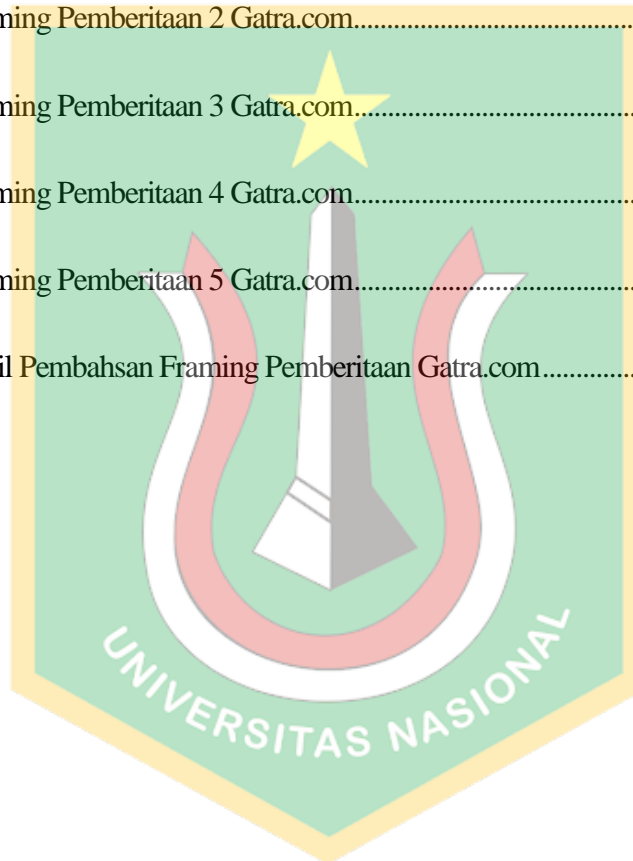 ming Pemberitaan 2 Gatra.com..................................................
ming Pemberitaan 3 Gatra.com..................................................
ming Pemberitaan 4 Gatra.com..................................................
ming Pemberitaan 5 Gatra.com..................................................
il Pembahsan Framing Pemberitaan Gatra.com................
UNIVERSITAS NASIONAL